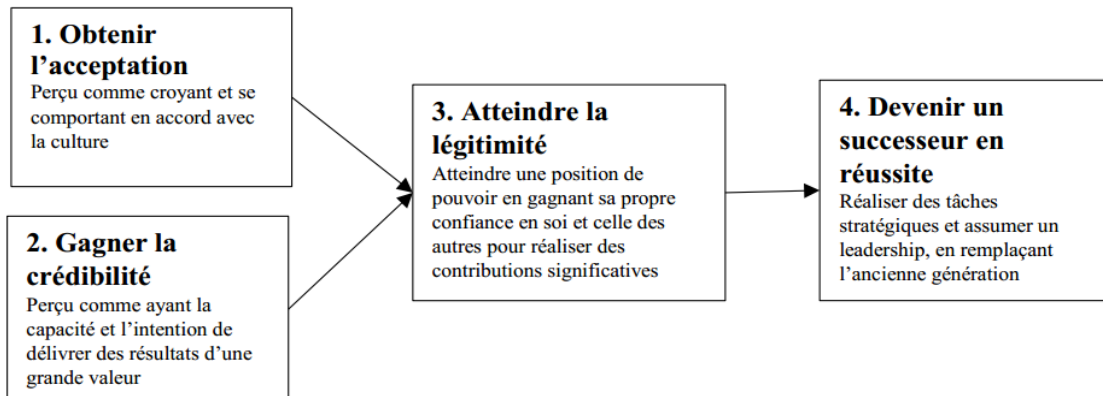 1. Obtenir
l’acceptation
Perçu comme croyant et se
comportant en accord avec
la culture
2. Gagner la
crédibilité
Perçu comme ayant la
capacité et l’intention de
délivrer des résultats d’une
grande valeur
3. Atteindre la
légitimité
Atteindre une position de
pouvoir en gagnant sa propre
confiance en soi et celle des
autres pour réaliser des
contributions significatives
4. Devenir un
successeur en
réussite
Réaliser des tâches
stratégiques et assumer un
leadership, en remplaçant
l’ancienne génération